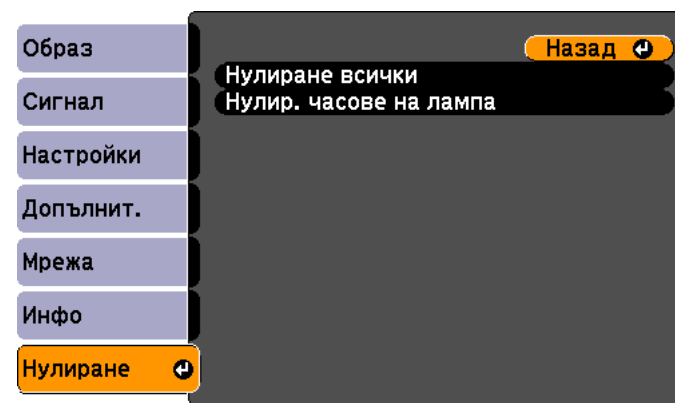 Образ
Сигнал
Настройки
Допълнит.
Мрежа
Инфо
Нулиране
Назад
Нулиране всички
Нулир. часове на лампа